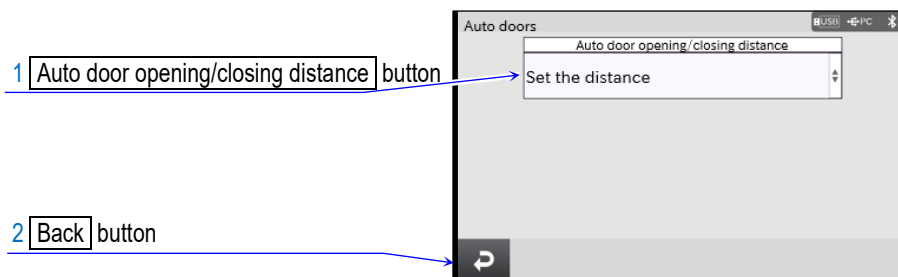 Auto doors
USB PC
Auto door opening/closing distance
1 Auto door opening/closing distance button
Set the distance
2 Back button